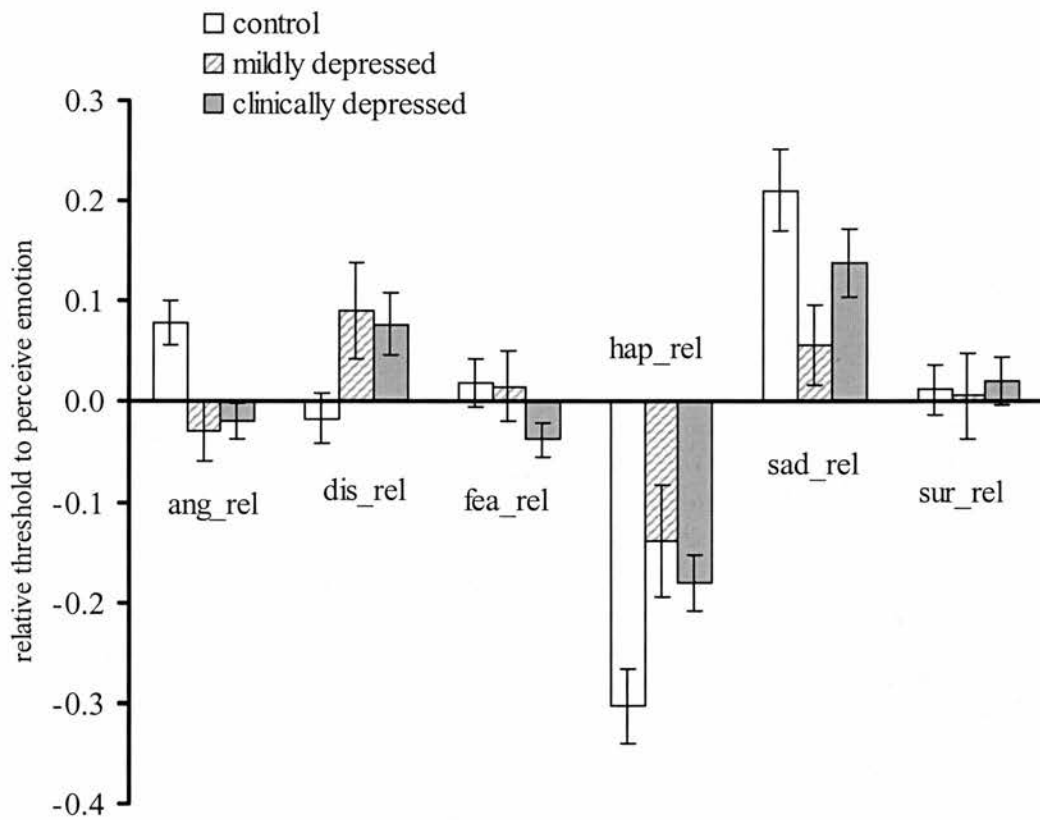 control
mildly depressed
clinically depressed
relative threshold to perceive emotion
0.3
0.2
0.1
0.0
-0.1
-0.2
-0.3
-0.4
ang_rel
dis_rel
fea_rel
hap_rel
sad_rel
sur_rel